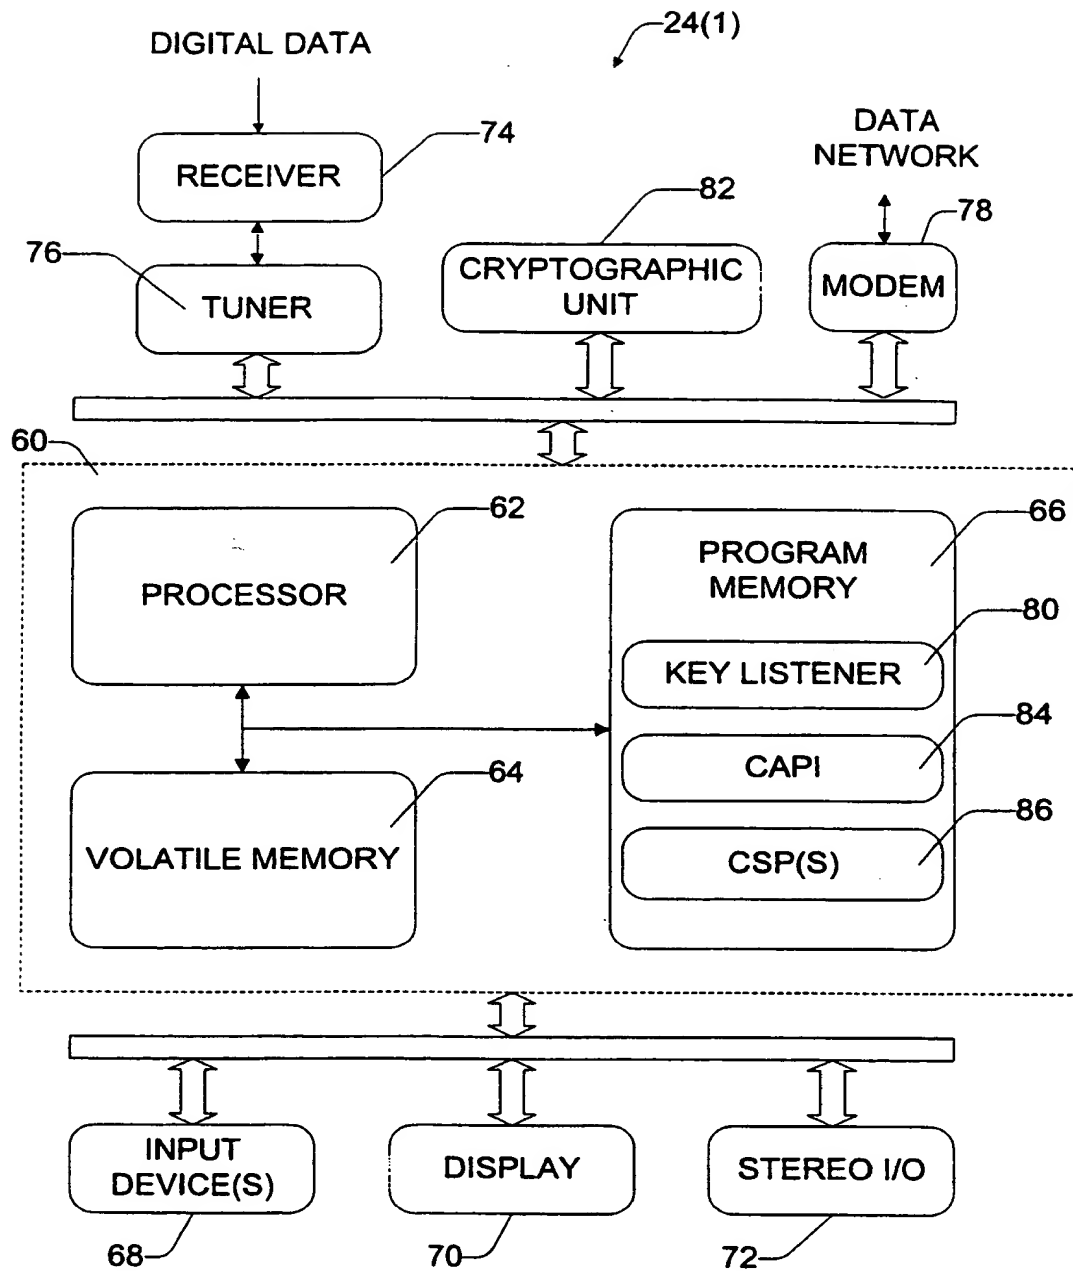 24(1)
DIGITAL DATA
74
RECEIVER
DATA
NETWORK
82
78
76
TUNER
CRYPTOGRAPHIC
UNIT
MODEM
60
62
PROCESSOR
66
PROGRAM
MEMORY
80
KEY LISTENER
84
CAPI
64
VOLATILE MEMORY
86
CSP(S)
INPUT
DEVICE(S)
DISPLAY
STEREO I/O
68
70
72